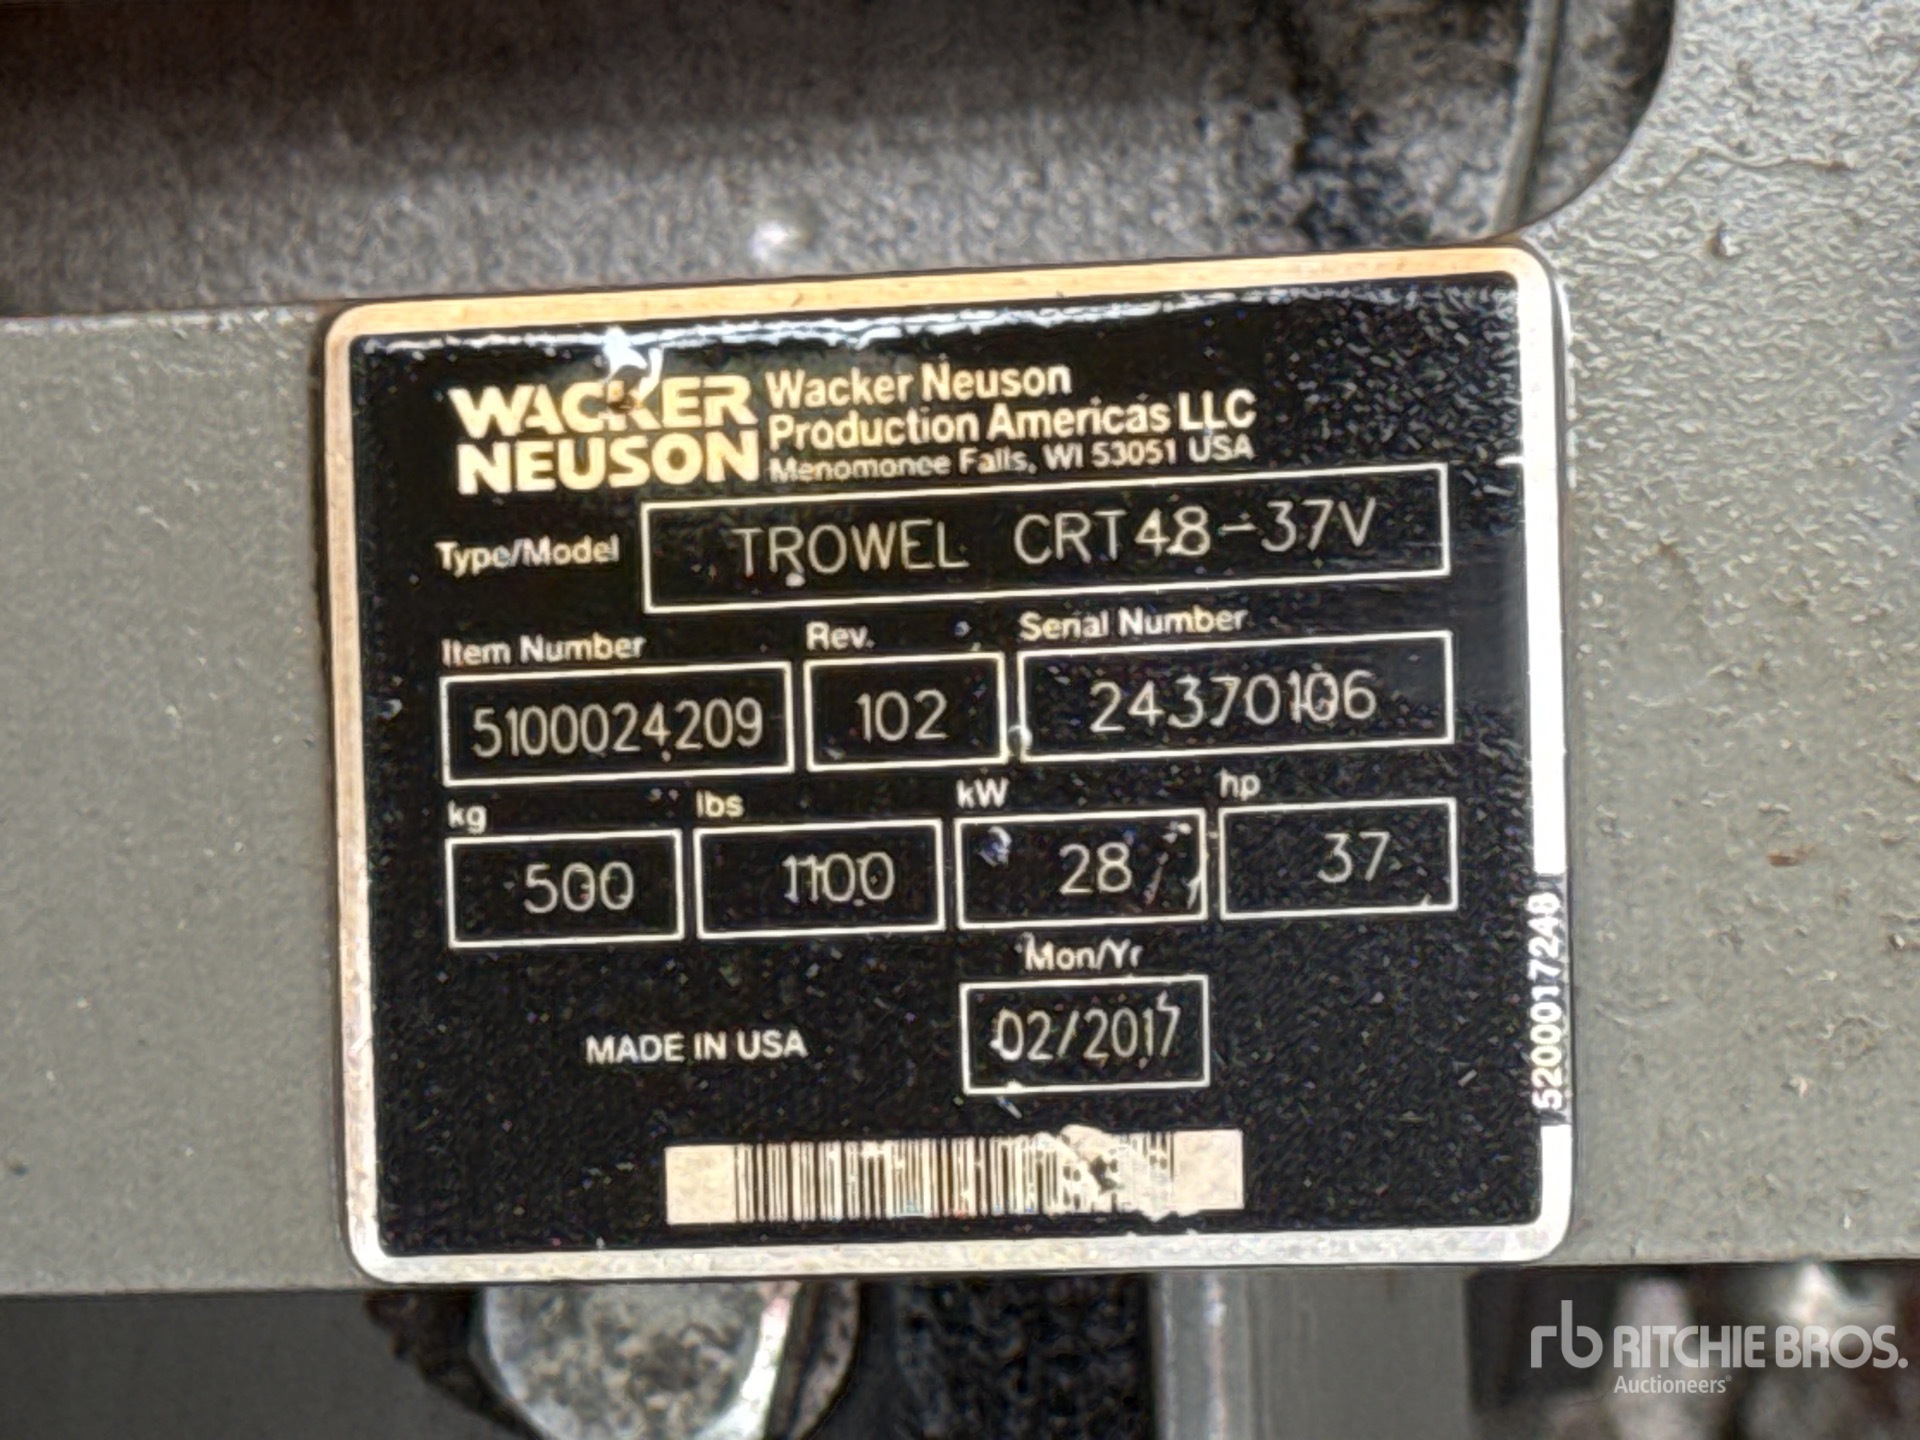 WACKER NEUSON
Wacker Neuson
Production Americas LLC
Menomonee Falls, WI 53051 USA
Type/Model TROWEL CRT48-37V
Item Number Rev. Serial Number
5100024209 102 24370106
kg lbs kW hp
500 1100 28 37
Mon/Yr
MADE IN USA 02/2017
5200017248
rb RITCHIE BROS.
Auctioneers